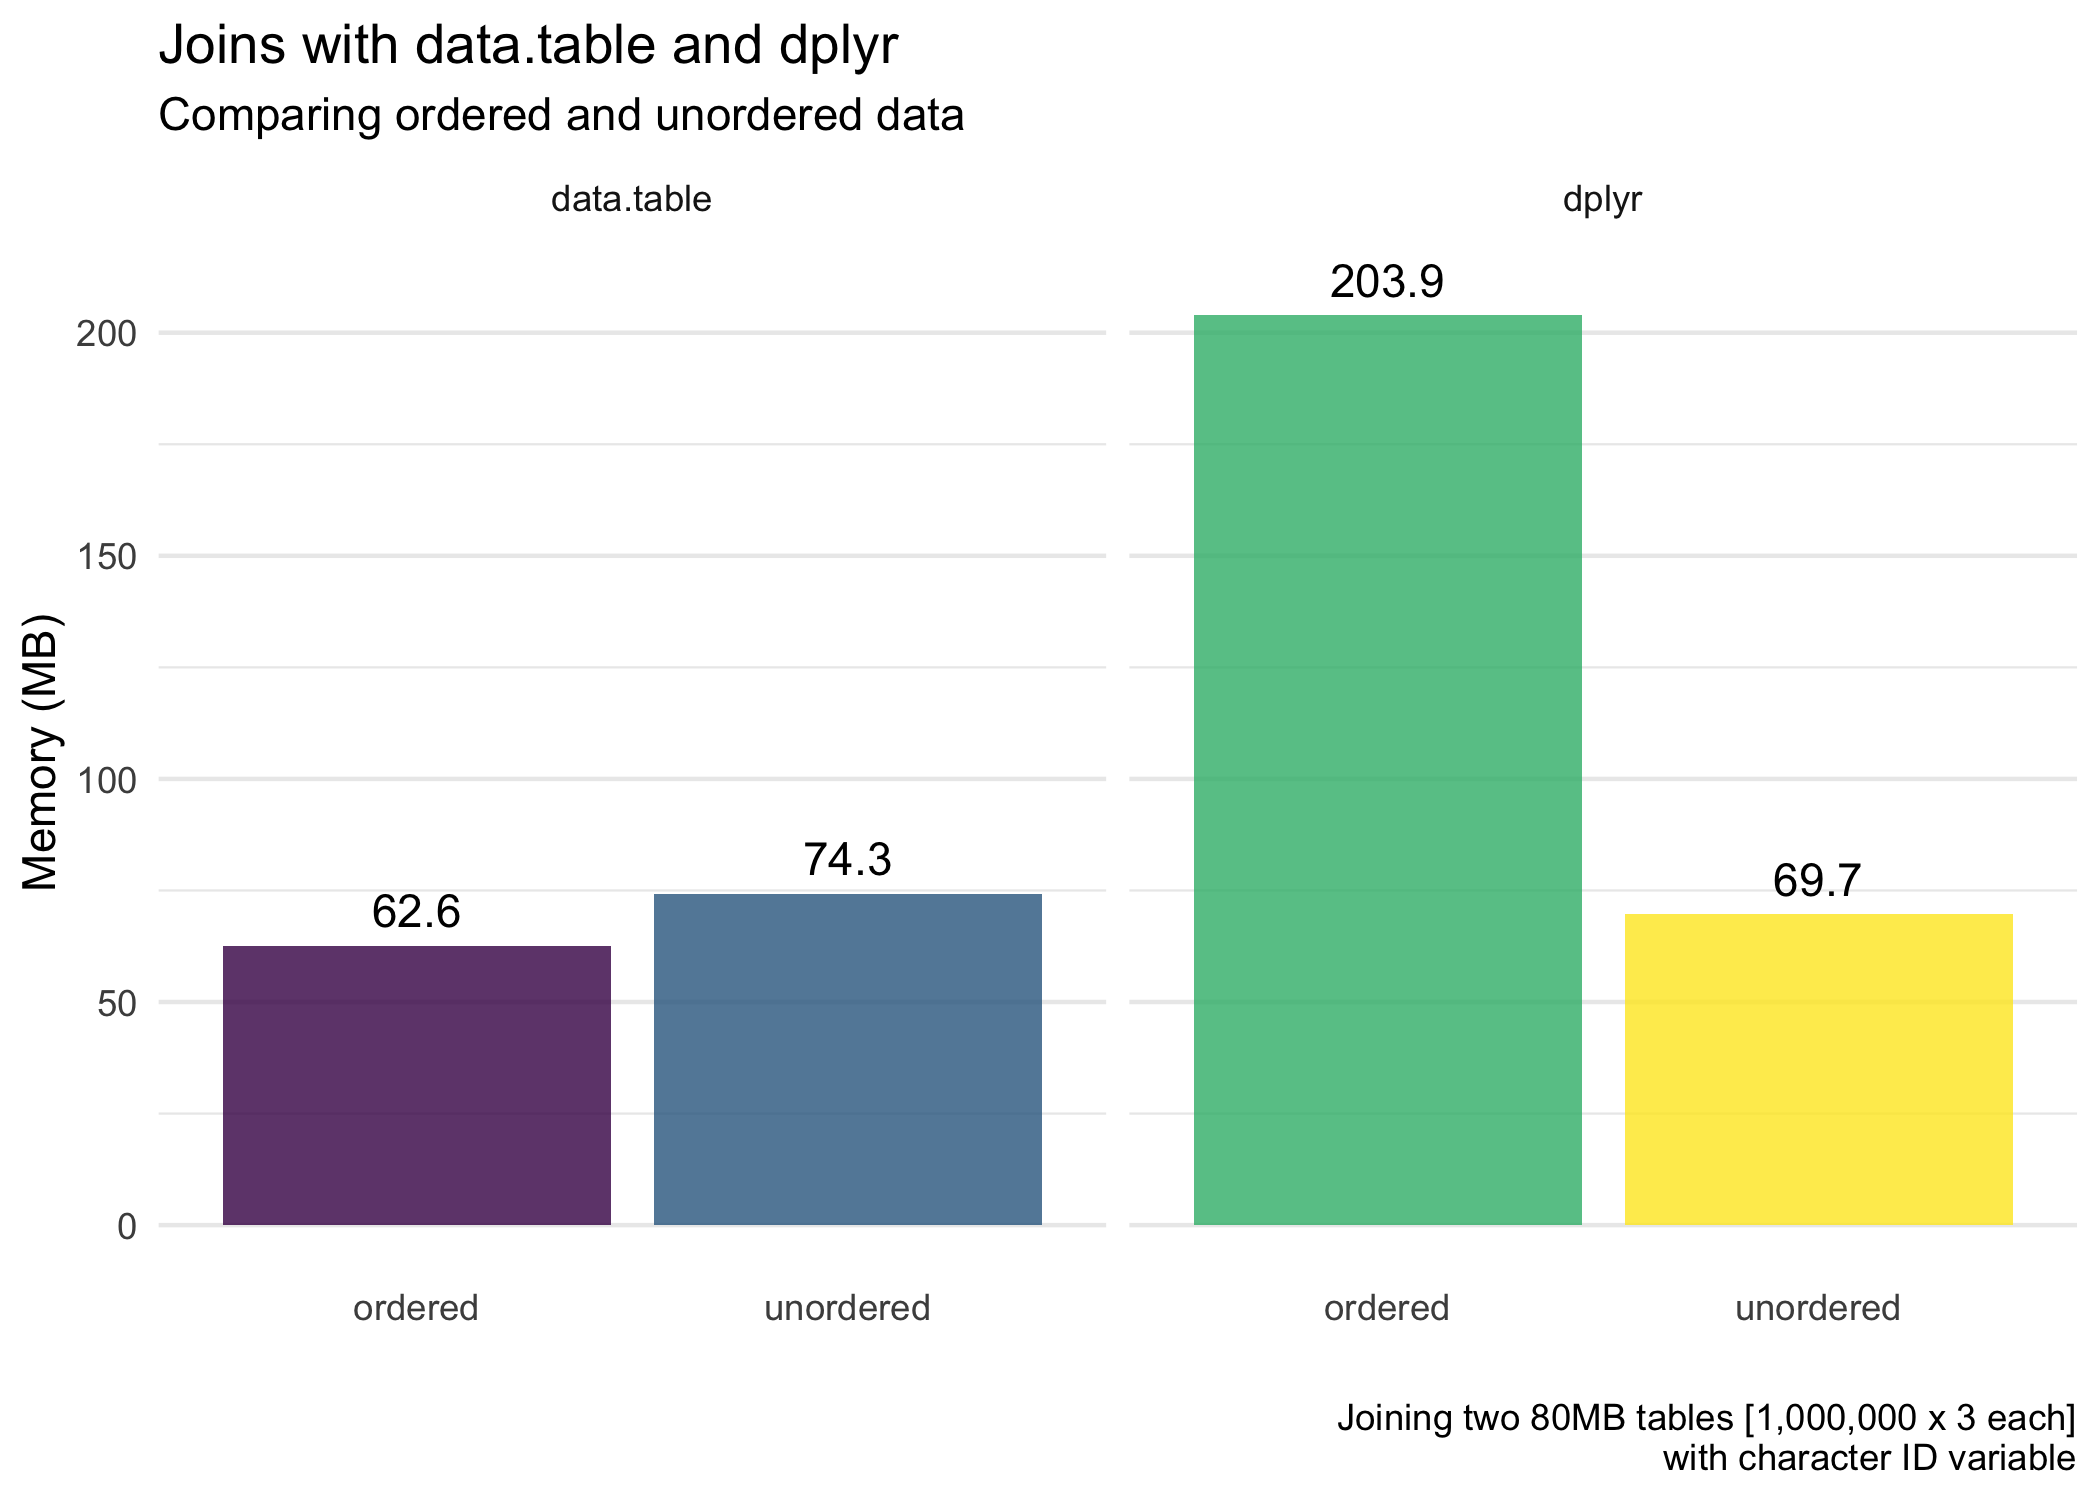 Joins with data.table and dplyr
Comparing ordered and unordered data
data.table
dplyr
Memory (MB)
200
150
100
50
0
62.6
74.3
203.9
69.7
ordered
unordered
ordered
unordered
Joining two 80MB tables [1,000,000 x 3 each]
with character ID variable